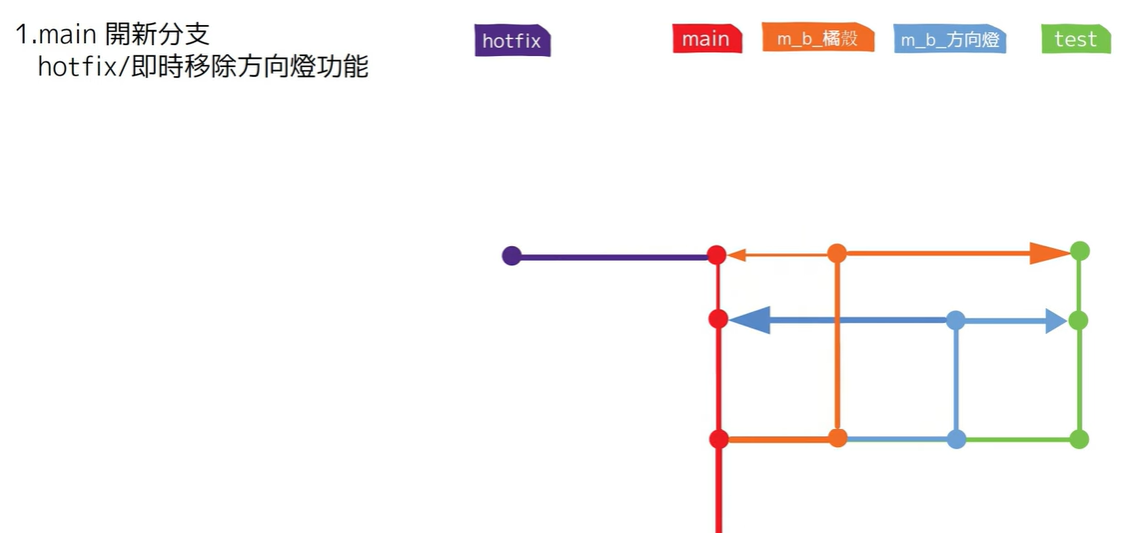 1.main 開新分支
hotfix/即時移除方向燈功能
hotfix
main
m_b_橘殼
m_b_方向燈
test